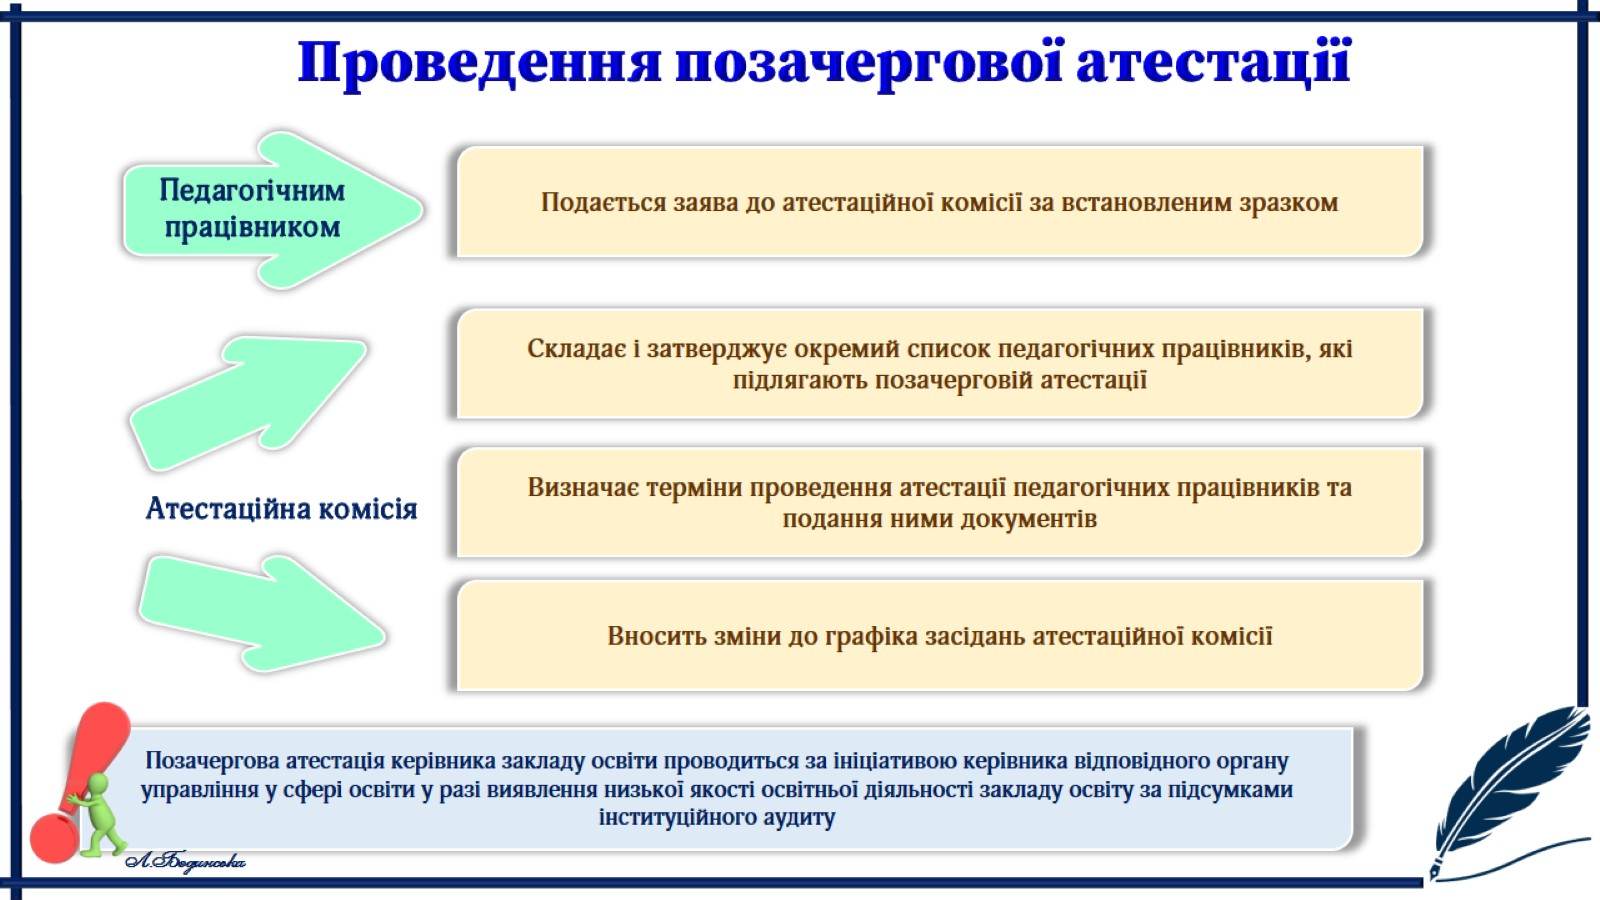 Проведення позачергової атестації
Педагогічним
працівником
Подається заява до атестаційної комісії за встановленим зразком
Складає і затверджує окремий список педагогічних працівників, які
підлягають позачерговій атестації
Атестаційна комісія
Визначає терміни проведення атестації педагогічних працівників та
подання ними документів
Вносить зміни до графіка засідань атестаційної комісії
Позачергова атестація керівника закладу освіти проводиться за ініціативою керівника відповідного органу
управління у сфері освіти у разі виявлення низької якості освітньої діяльності закладу освіту за підсумками
інституційного аудиту
Л.Бединська